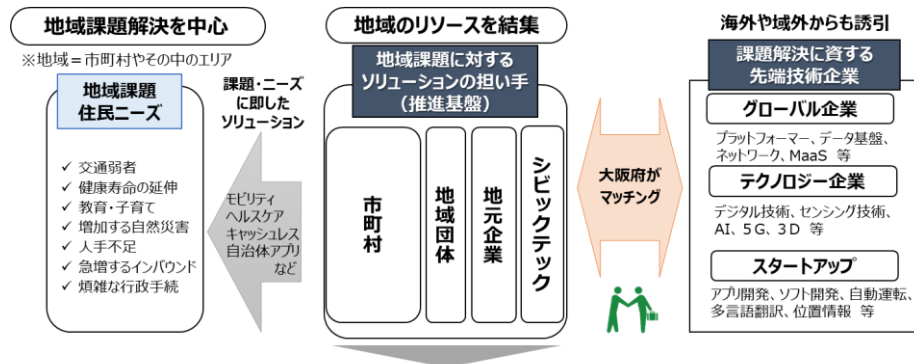 地域課題解決を中心
※地域＝市町村やその中のエリア
地域課題
住民ニーズ
✓ 交通弱者
✓ 健康寿命の延伸
✓ 教育・子育て
✓ 増加する自然災害
✓ 人手不足
✓ 急増するインバウンド
✓ 煩雑な行政手続
課題・ニーズ
に即した
ソリューション
モビリティ
ヘルスケア
キャッシュレス
自治体アプリ
など
地域のリソースを結集
地域課題に対する
ソリューションの担い手
（推進基盤）
市町村
地域団体
地元企業
シビックテック
大阪府が
マッチング
海外や域外からも誘引
課題解決に資する
先端技術企業
グローバル企業
プラットフォーマー、データ基盤、
ネットワーク、MaaS 等
テクノロジー企業
デジタル技術、センシング技術、
AI、5G、3D 等
スタートアップ
アプリ開発、ソフト開発、自動運転、
多言語翻訳、位置情報 等